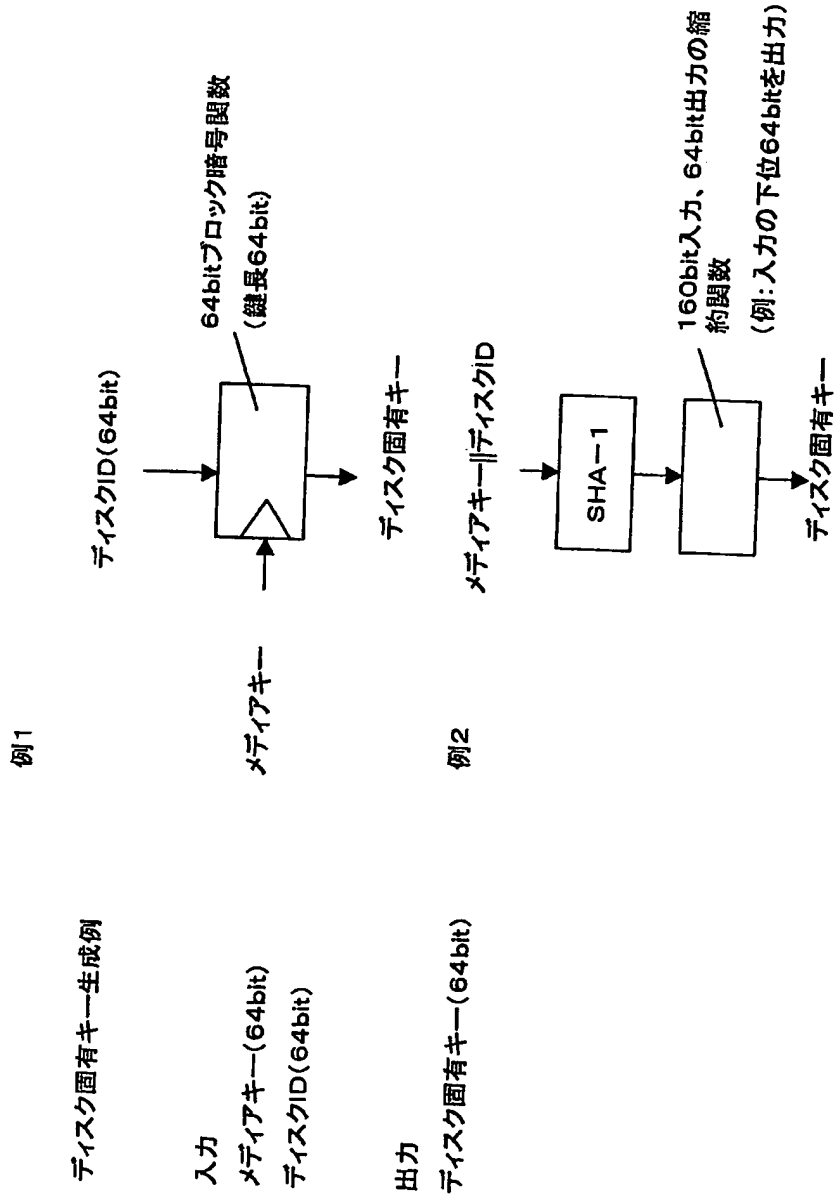 ディスク固有キー生成例
入力
メディアキー(64bit)
ディスクID(64bit)
出力
ディスク固有キー(64bit)
例1
ディスクID(64bit)
メディアキー
64bitブロック暗号関数
(鍵長64bit)
ディスク固有キー
例2
メディアキー||ディスクID
SHA-1
160bit入力、64bit出力の縮
約関数
(例:入力の下位64bitを出力)
ディスク固有キー